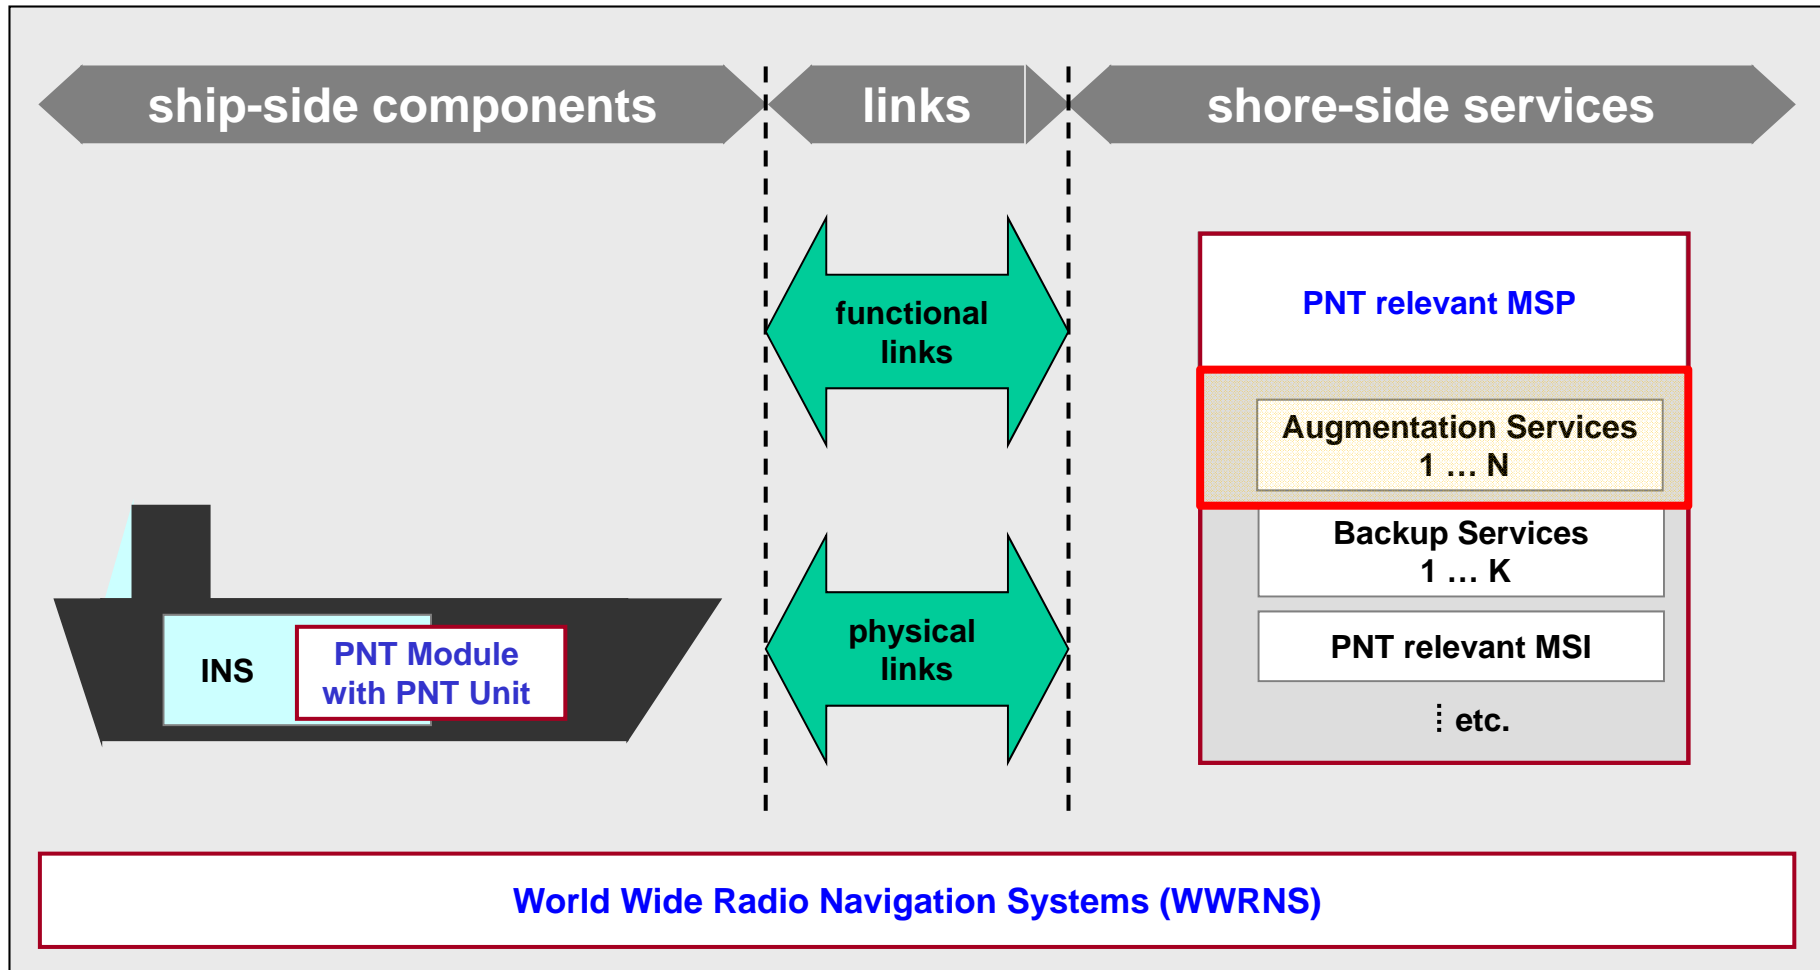 ship-side components
links
shore-side services
functional
links
physical
links
INS
PNT Module
with PNT Unit
PNT relevant MSP
Augmentation Services
1 ... N
Backup Services
1 ... K
PNT relevant MSI
etc.
World Wide Radio Navigation Systems (WWRNS)